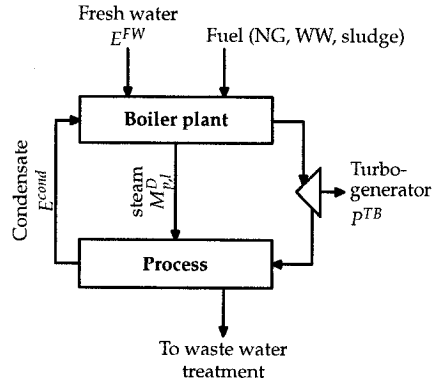 Fresh water
E^FW
Fuel (NG, WW, sludge)
Boiler plant
Condensate
E^cond
steam
M^D_p,l
Turbo-
generator
P^TB
Process
To waste water
treatment